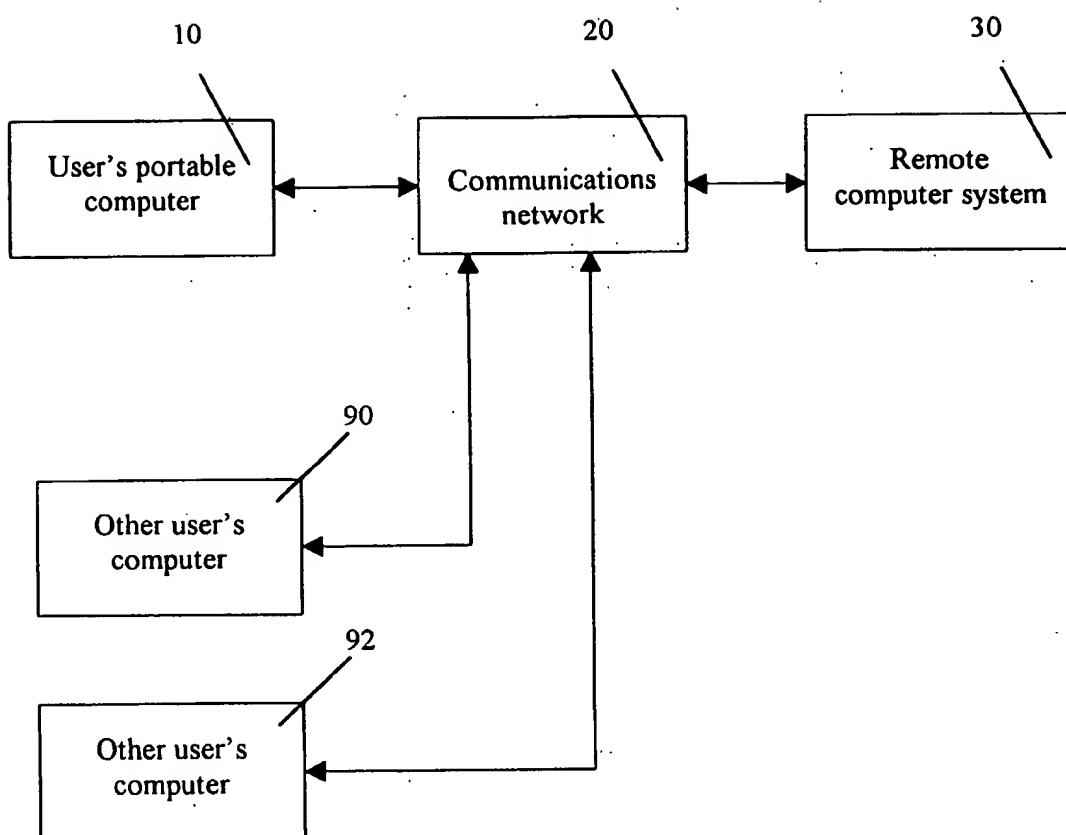 10
20
30
User's portable
computer
Communications
network
Remote
computer system
90
Other user's
computer
92
Other user's
computer